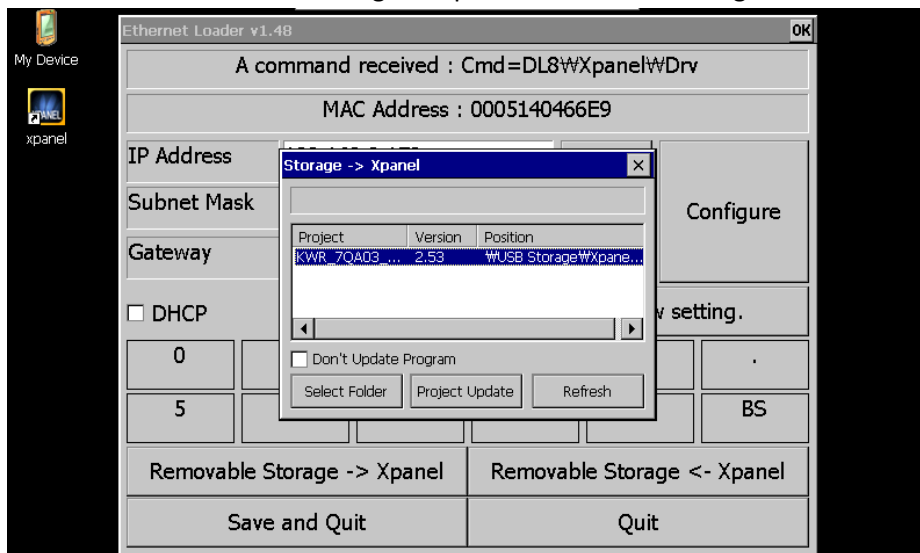 Ethernet Loader v1.48 OK
My Device
A command received : Cmd=DL8₩Xpanel₩Drv
MAC Address : 0005140466E9
xpanel
IP Address
Storage -> Xpanel
Subnet Mask
Configure
Project Version Position
KWR_7QA03_... 2.53 ₩USB Storage₩Xpane...
Gateway
DHCP
setting.
Don't Update Program
0 .
Select Folder Project Update Refresh
5 BS
Removable Storage -> Xpanel Removable Storage <- Xpanel
Save and Quit Quit